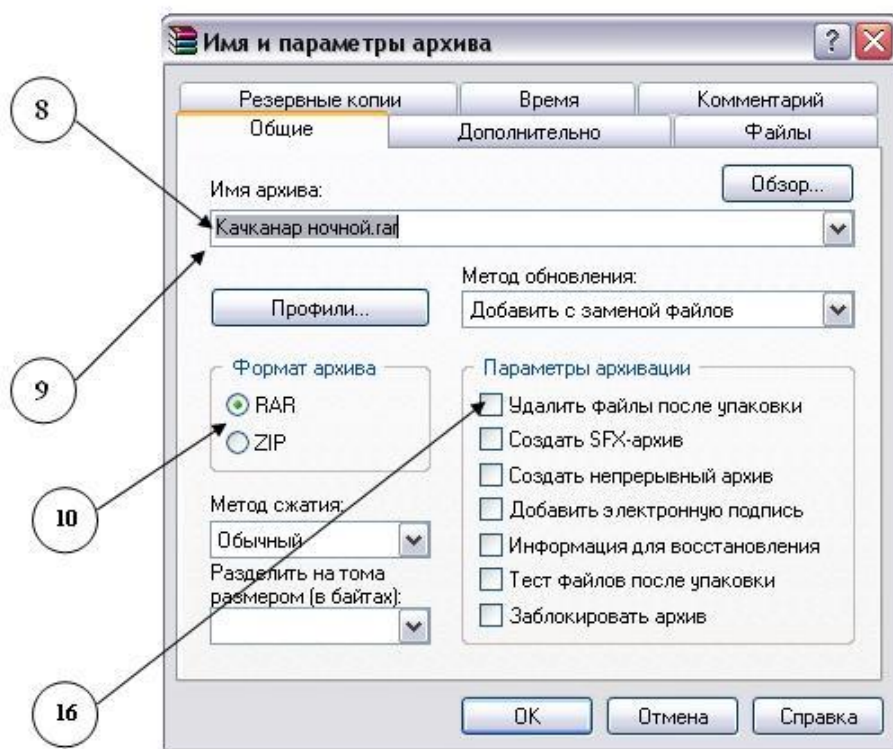 Имя и параметры архива
Резервные копии Время Комментарий
Общие Дополнительно Файлы
8
Имя архива: Обзор...
Качканар ночной.rar
Метод обновления:
Профили... Добавить с заменой файлов
9
Формат архива Параметры архивации
RAR Удалить файлы после упаковки
ZIP Создать SFX-архив
Создать непрерывный архив
10
Метод сжатия: Добавить электронную подпись
Обычный Информация для восстановления
Разделить на тома Тест файлов после упаковки
размером (в байтах):
Заблокировать архив
16
OK Отмена Справка